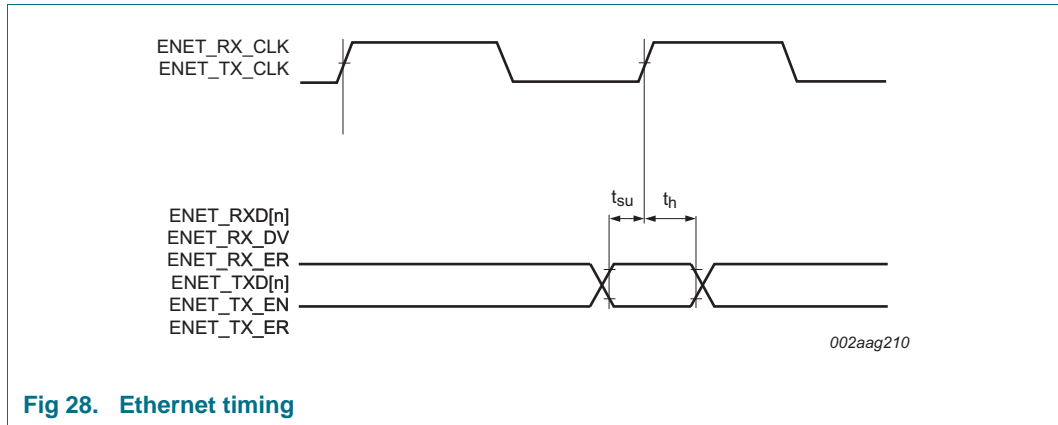 ENET_RX_CLK
ENET_TX_CLK
tsu
th
ENET_RXD[n]
ENET_RX_DV
ENET_RX_ER
ENET_TXD[n]
ENET_TX_EN
ENET_TX_ER
002aag210
Fig 28. Ethernet timing